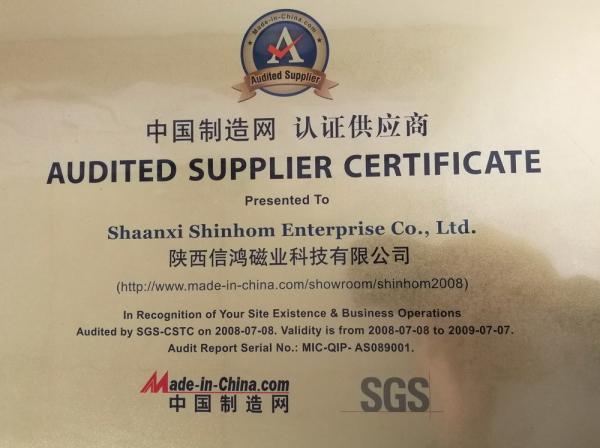 Made-in-China.com
A
Audited Supplier
中国制造网 认证供应商
AUDITED SUPPLIER CERTIFICATE
Presented To
Shaanxi Shinhom Enterprise Co., Ltd.
陕西信鸿磁业科技有限公司
(http://www.made-in-china.com/showroom/shinhom2008)
In Recognition of Your Site Existence & Business Operations
Audited by SGS-CSTC on 2008-07-08. Validity is from 2008-07-08 to 2009-07-07.
Audit Report Serial No.: MIC-QIP- AS089001.
Made-in-China.com
中国制造网
SGS